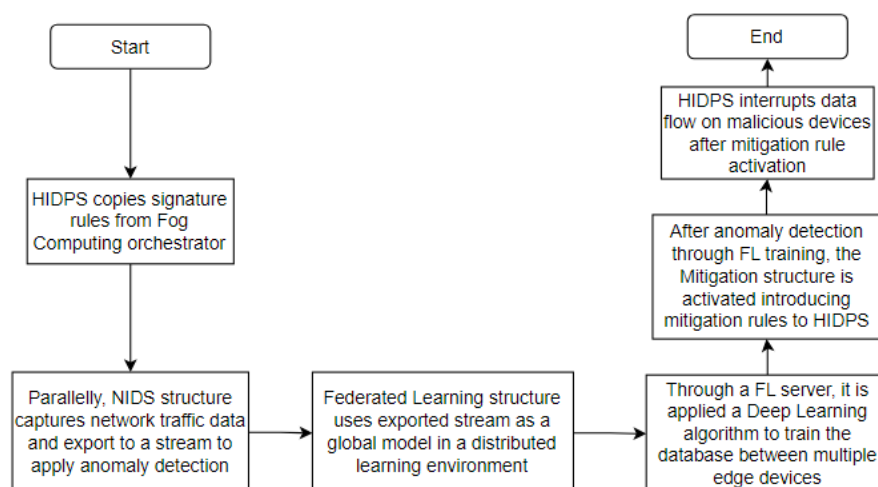 Start
HIDPS copies signature
rules from Fog
Computing orchestrator
Parallelly, NIDS structure
captures network traffic data
and export to a stream to
apply anomaly detection
Federated Learning structure
uses exported stream as a
global model in a distributed
learning environment
Through a FL server, it is
applied a Deep Learning
algorithm to train the
database between multiple
edge devices
After anomaly detection
through FL training, the
Mitigation structure is
activated introducing
mitigation rules to HIDPS
HIDPS interrupts data
flow on malicious devices
after mitigation rule
activation
End